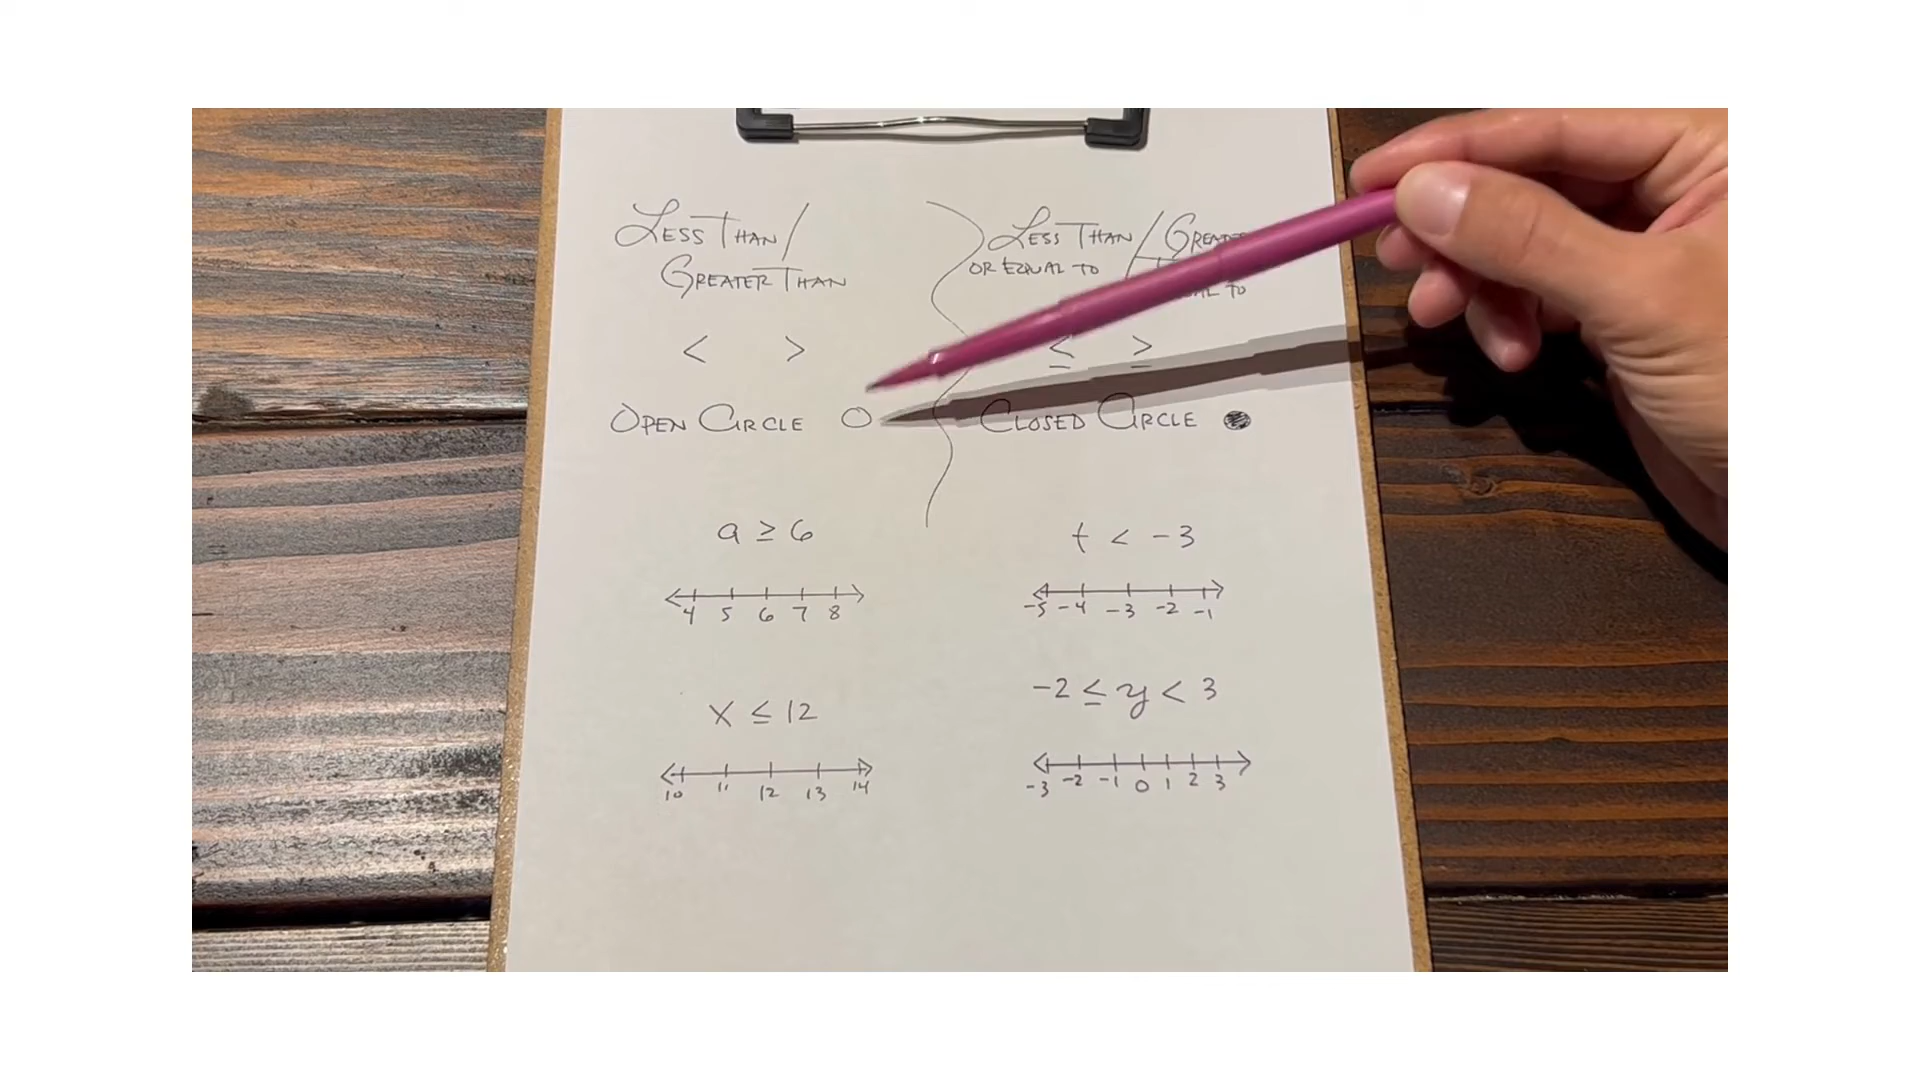 LESS THAN /
GREATER THAN
< >
OPEN CIRCLE
LESS THAN /
OR EQUAL TO
TO
≤ ≥
CLOSED CIRCLE
a ≥ 6
4 5 6 7 8
t < -3
-5 -4 -3 -2 -1
x ≤ 12
10 11 12 13 14
-2 ≤ y < 3
-3 -2 -1 0 1 2 3